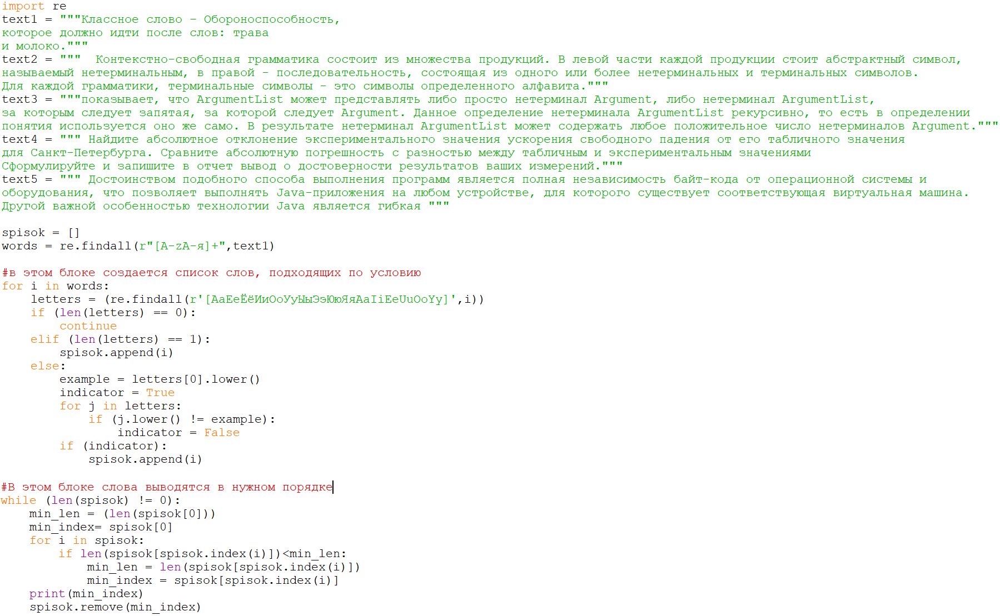 import re
text1 = """Классное слово – Обороноспособность,
которое должно идти после слов: трава
и молоко."""
text2 = """  Контекстно-свободная грамматика состоит из множества продукций. В левой части каждой продукции стоит абстрактный символ,
называемый нетерминальным, в правой – последовательность, состоящая из одного или более нетерминальных и терминальных символов.
Для каждой грамматики, терминальные символы – это символы определенного алфавита."""
text3 = """показывает, что ArgumentList может представлять либо просто нетерминал Argument, либо нетерминал ArgumentList,
за которым следует запятая, за которой следует Argument. Данное определение нетерминала ArgumentList рекурсивно, то есть в определении
понятия используется оно же само. В результате нетерминал ArgumentList может содержать любое положительное число нетерминалов Argument."""
text4 = """ Найдите абсолютное отклонение экспериментального значения ускорения свободного падения от его табличного значения
для Санкт-Петербурга. Сравните абсолютную погрешность с разностью между табличным и экспериментальным значениями
Сформулируйте и запишите в отчет вывод о достоверности результатов ваших измерений."""
text5 = """ Достоинством подобного способа выполнения программ является полная независимость байт-кода от операционной системы и
оборудования, что позволяет выполнять Java-приложения на любом устройстве, для которого существует соответствующая виртуальная машина.
Другой важной особенностью технологии Java является гибкая """

spisok = []
words = re.findall(r"[A-zА-я]+",text1)

#в этом блоке создается список слов, подходящих по условию
for i in words:
    letters = (re.findall(r'[АаЕеЁёИиОоУуЫыЭэЮюЯяAaIiEeUuOoYy]',i))
    if (len(letters) == 0):
        continue
    elif (len(letters) == 1):
        spisok.append(i)
    else:
        example = letters[0].lower()
        indicator = True
        for j in letters:
            if (j.lower() != example):
                indicator = False
        if (indicator):
            spisok.append(i)

#В этом блоке слова выводятся в нужном порядке
while (len(spisok) != 0):
    min_len = (len(spisok[0]))
    min_index= spisok[0]
    for i in spisok:
        if len(spisok[spisok.index(i)])<min_len:
            min_len = len(spisok[spisok.index(i)])
            min_index = spisok[spisok.index(i)]
    print(min_index)
    spisok.remove(min_index)